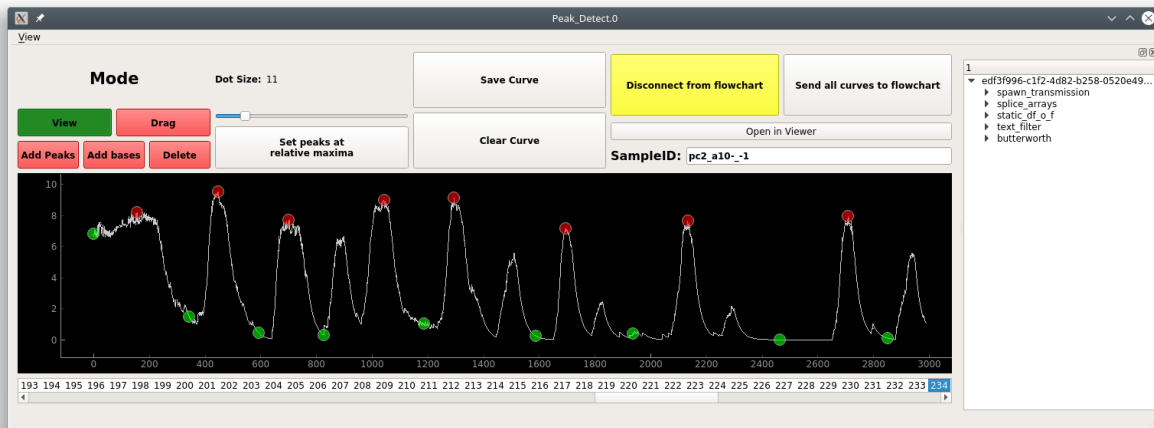 Peak_Detect.0
View
Mode
Dot Size: 11
View
Drag
Add Peaks
Add bases
Delete
Set peaks at
relative maxima
Save Curve
Clear Curve
Disconnect from flowchart
Send all curves to flowchart
Open in Viewer
SampleID: pc2_a10-_-1
1
edf3f996-c1f2-4d82-b258-0520e49...
spawn_transmission
splice_arrays
static_df_o_f
text_filter
butterworth
10
8
6
4
2
0
0 200 400 600 800 1000 1200 1400 1600 1800 2000 2200 2400 2600 2800 3000
193 194 195 196 197 198 199 200 201 202 203 204 205 206 207 208 209 210 211 212 213 214 215 216 217 218 219 220 221 222 223 224 225 226 227 228 229 230 231 232 233 234